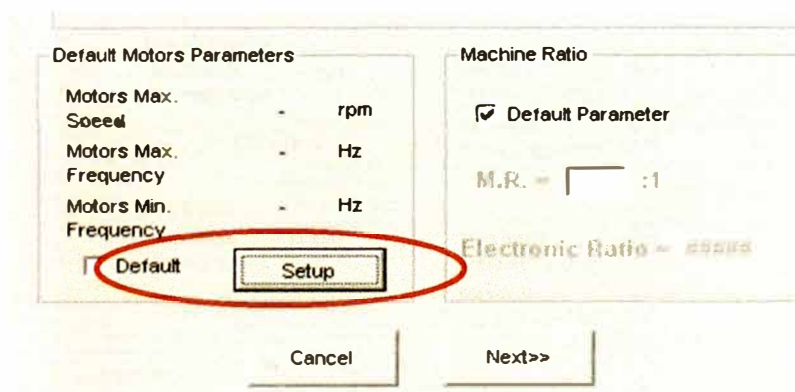 Default Motors Parameters
Motors Max.
Speed - rpm
Motors Max. - Hz
Frequency
Motors Min. - Hz
Frequency
Default Setup
Machine Ratio
Default Parameter
M.R. = :1
Electronic Ratio = #####
Cancel Next>>